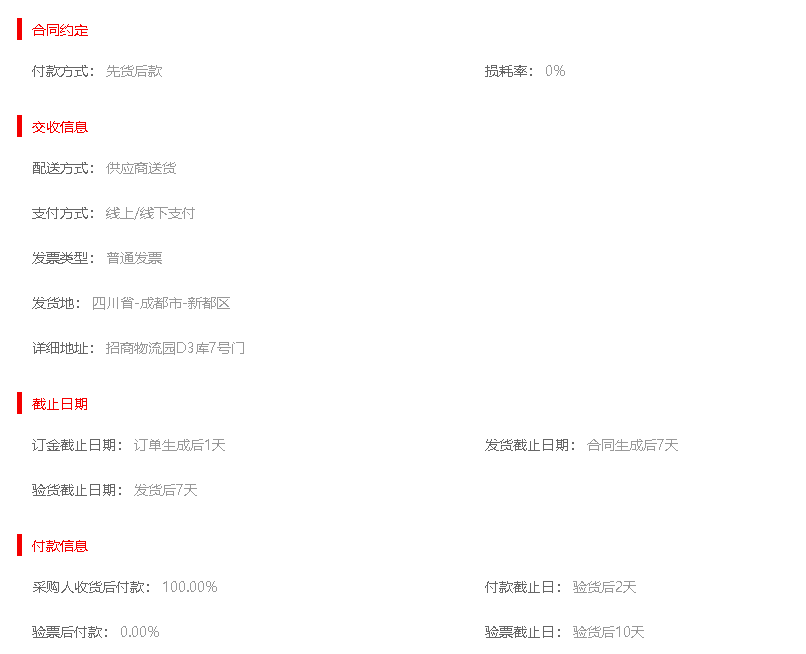 合同约定
付款方式： 先货后款 损耗率： 0%
交收信息
配送方式： 供应商送货
支付方式： 线上/线下支付
发票类型： 普通发票
发货地： 四川省-成都市-新都区
详细地址： 招商物流园D3库7号门
截止日期
订金截止日期： 订单生成后1天 发货截止日期： 合同生成后7天
验货截止日期： 发货后7天
付款信息
采购人收货后付款： 100.00% 付款截止日： 验货后2天
验票后付款： 0.00% 验票截止日： 验货后10天